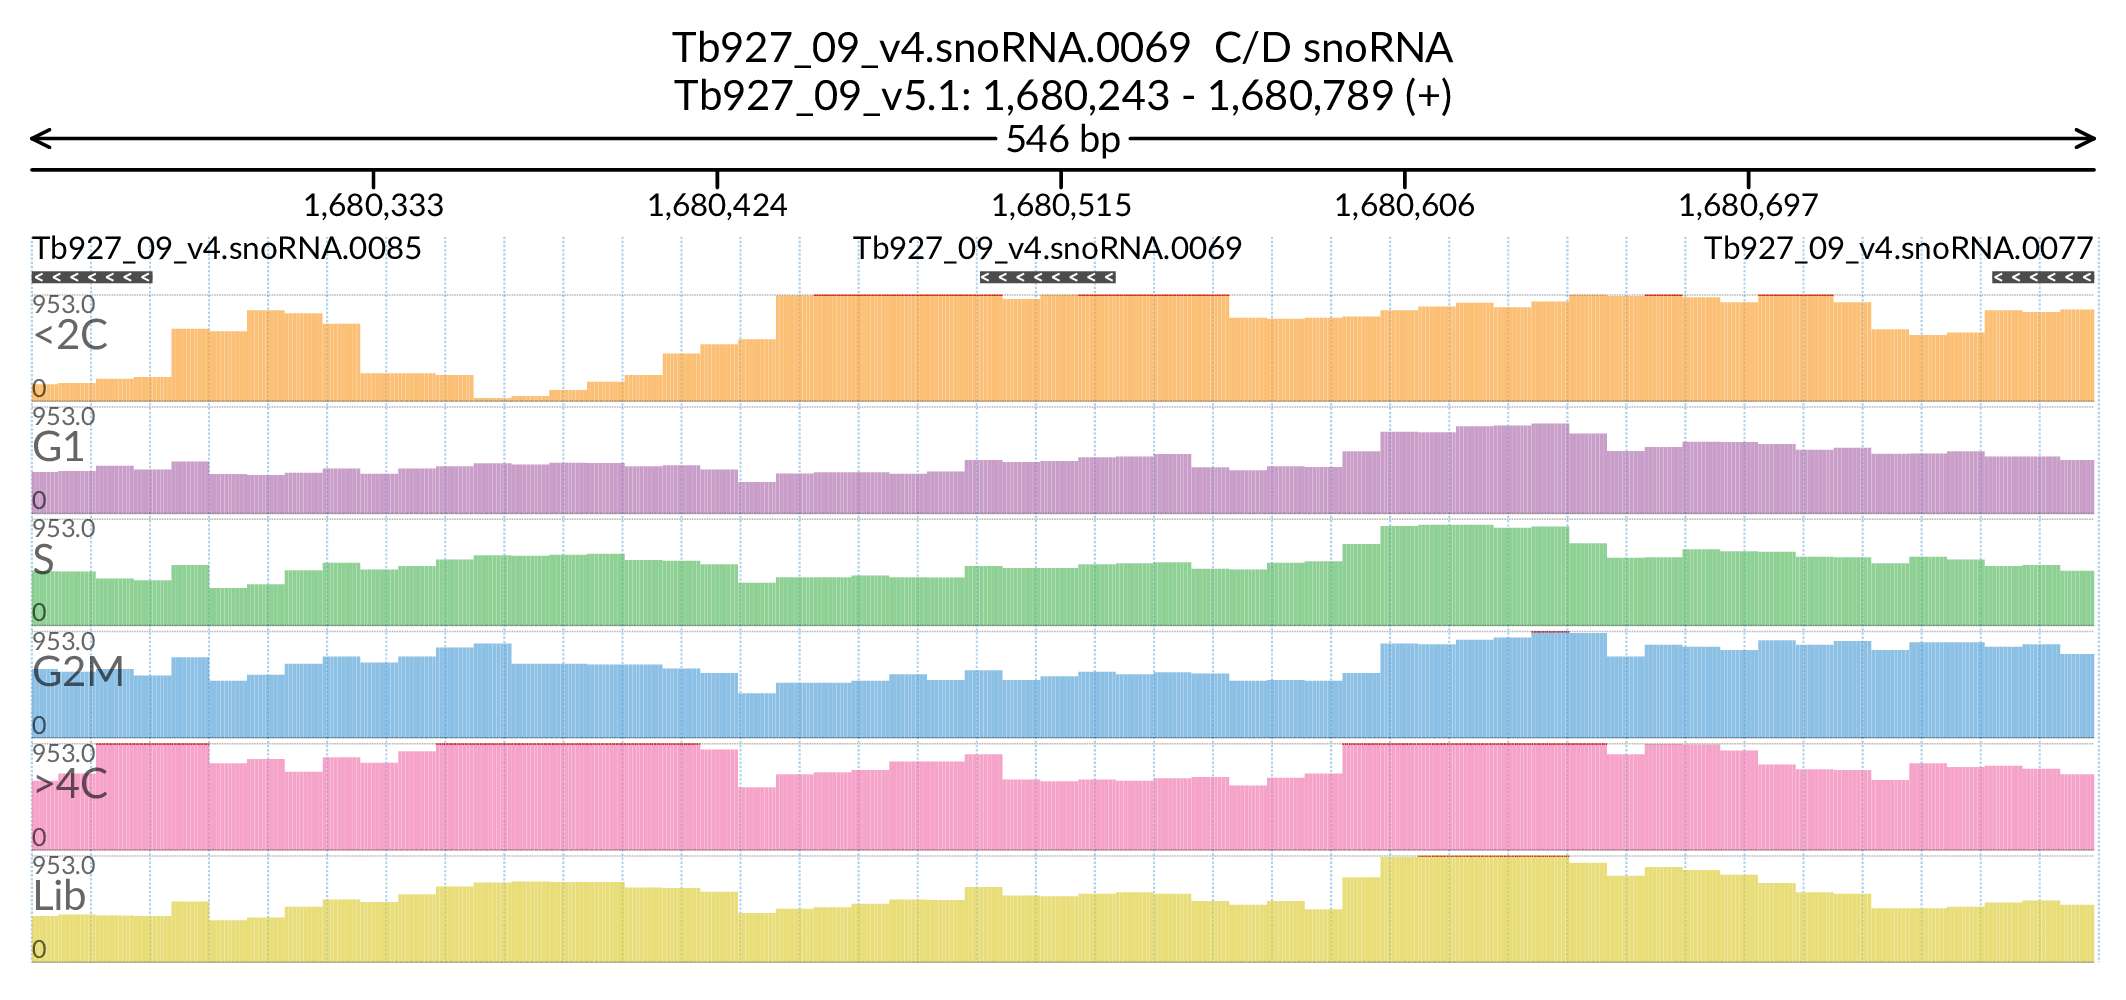 Tb927_09_v4.snoRNA.0069  C/D snoRNA
Tb927_09_v5.1: 1,680,243 - 1,680,789 (+)
546 bp
1,680,333 1,680,424 1,680,515 1,680,606 1,680,697
Tb927_09_v4.snoRNA.0085 Tb927_09_v4.snoRNA.0069 Tb927_09_v4.snoRNA.0077
953.0
<2C
0
953.0
G1
0
953.0
S
0
953.0
G2M
0
953.0
>4C
0
953.0
Lib
0